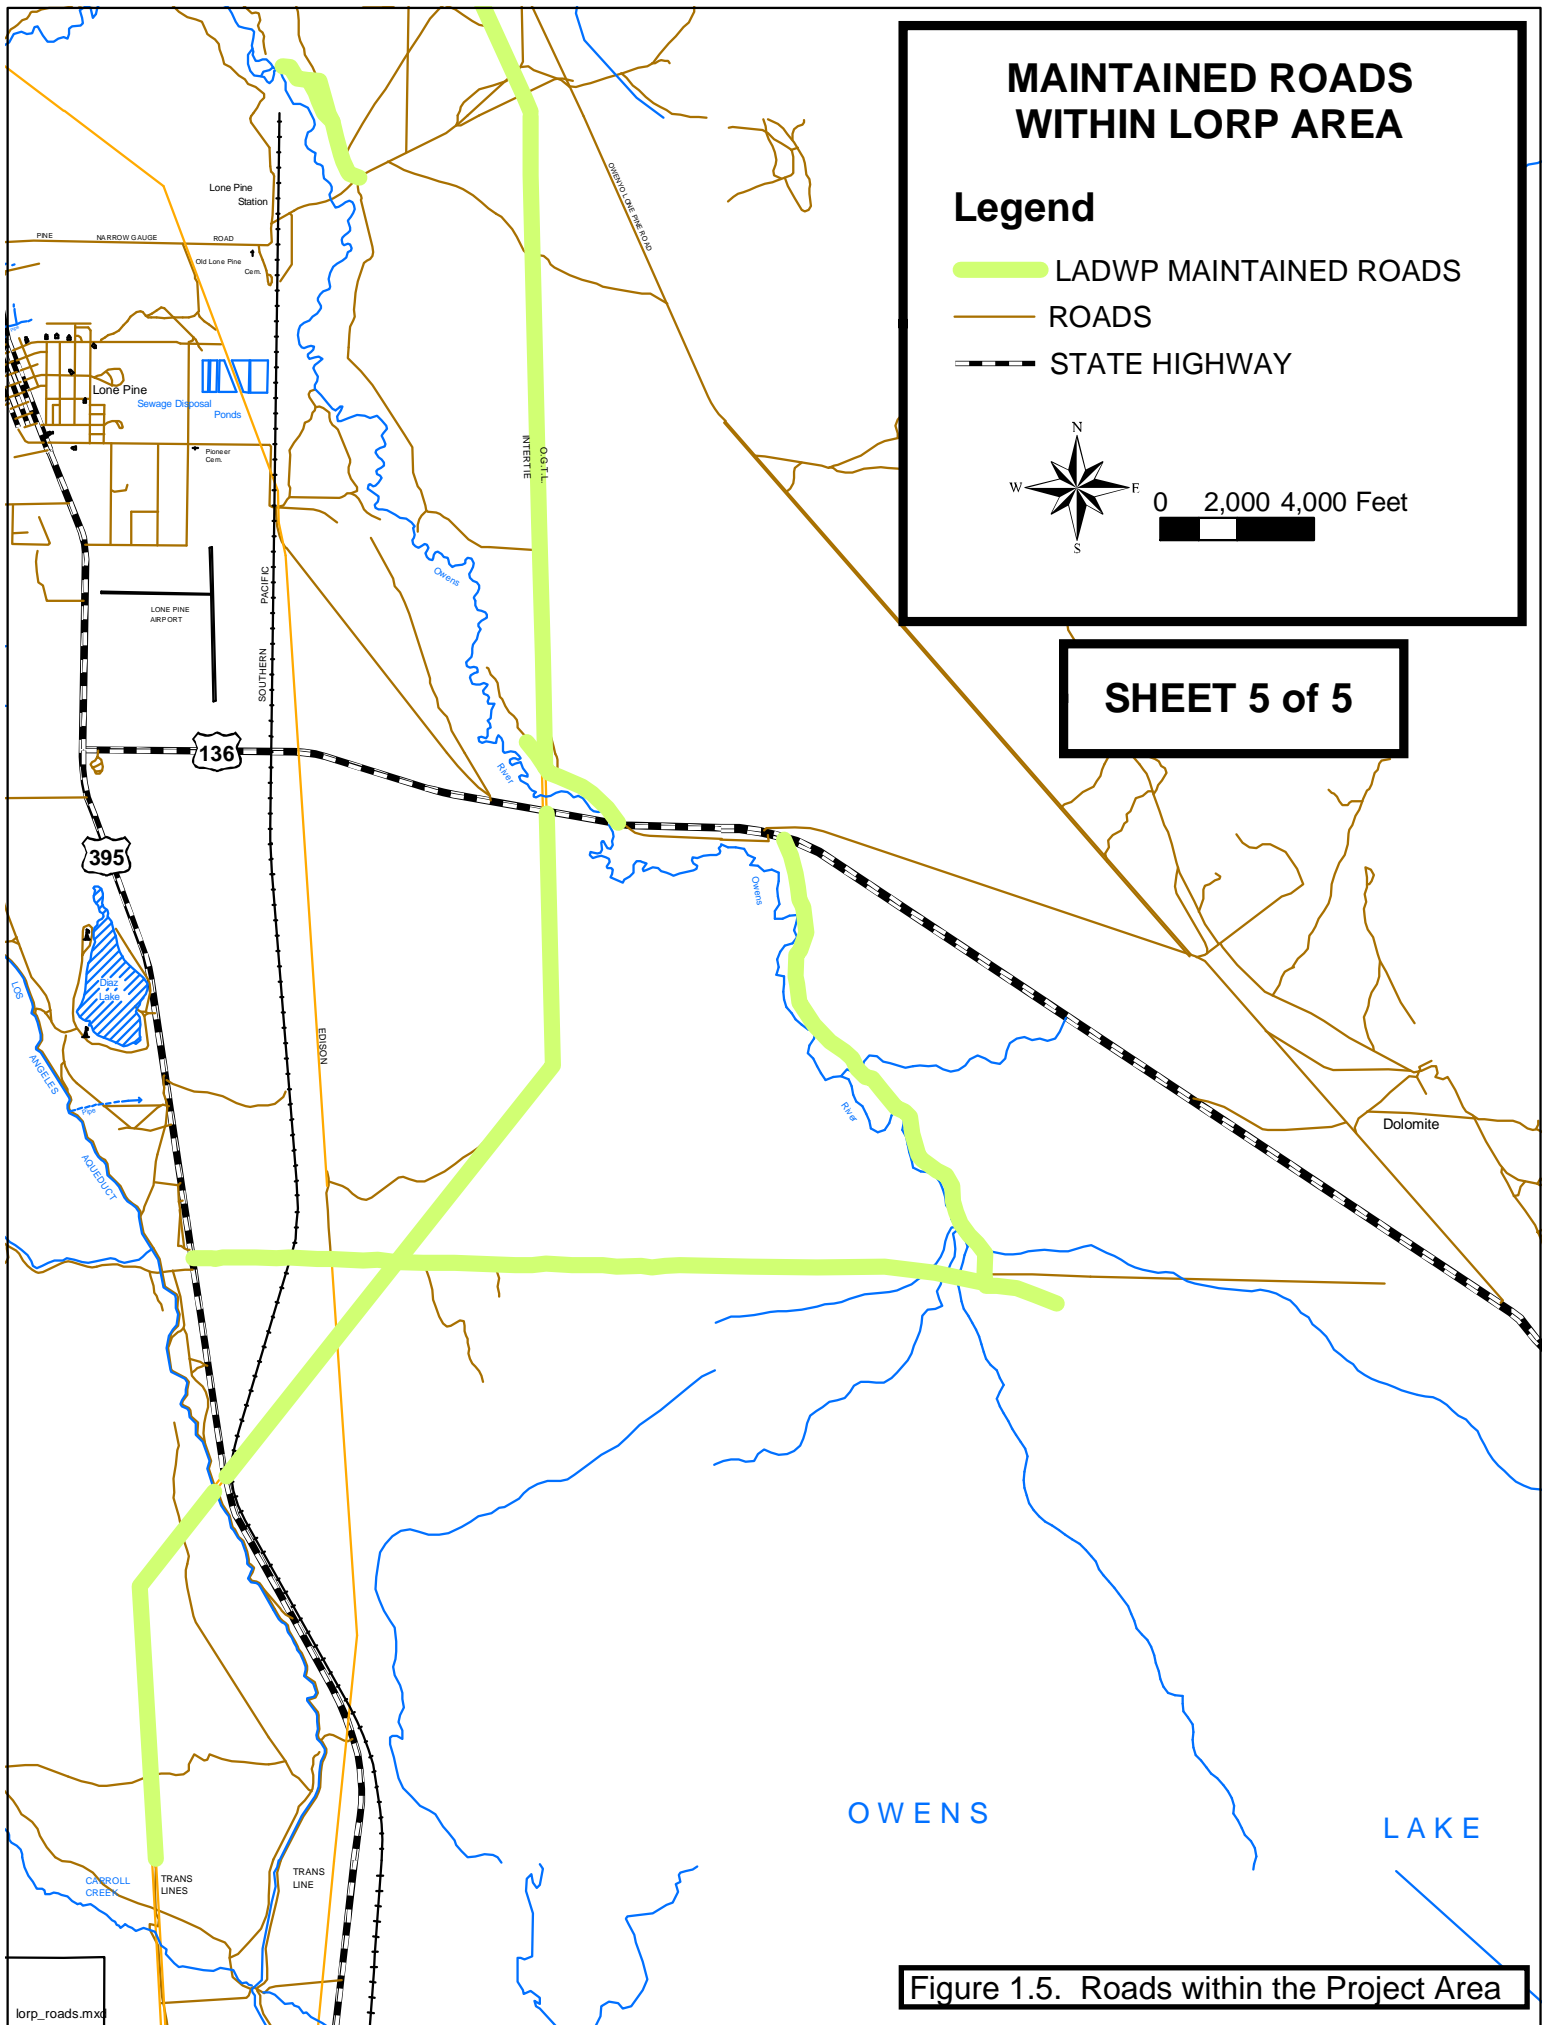 MAINTAINED ROADS
WITHIN LORP AREA
Legend
LADWP MAINTAINED ROADS
ROADS
STATE HIGHWAY
N
W
E
S
0 2,000 4,000 Feet
SHEET 5 of 5
OWENYO LONE PINE ROAD
Lone Pine
Station
PINE NARROW GAUGE ROAD
Old Lone Pine
Cem.
Lone Pine
Sewage Disposal
Ponds
Pioneer
Cem.
O.G.T.L.
INTERTIE
Owens
LONE PINE
AIRPORT
SOUTHERN PACIFIC
136
River
395
Owens
Diaz
Lake
LOS
ANGELES
AQUEDUCT
Pipe
EDISON
River
Dolomite
OWENS
LAKE
CARROLL
CREEK
TRANS
LINES
TRANS
LINE
Figure 1.5. Roads within the Project Area
lorp_roads.mxd